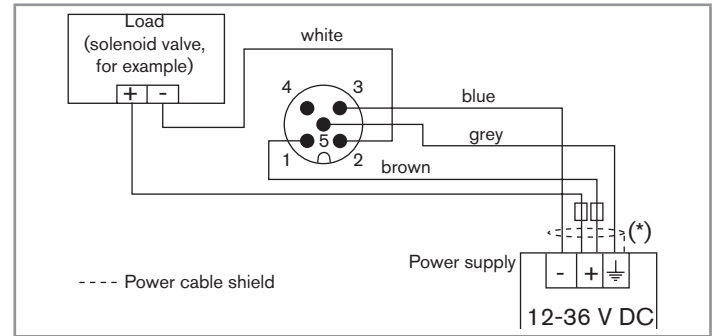 Load
(solenoid valve,
for example)
+ -
white
4 3
blue
5
grey
1 2
brown
(*)
Power supply
- +
---- Power cable shield
12-36 V DC